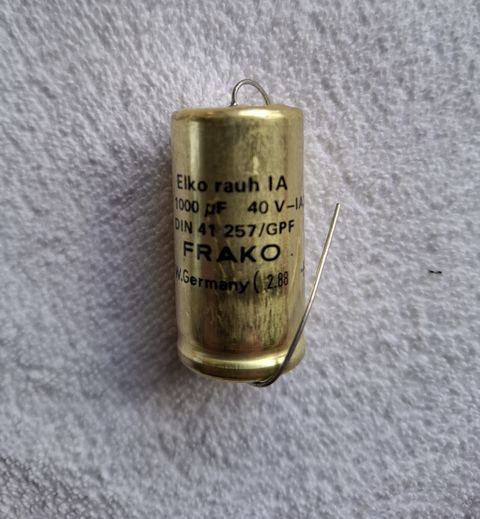 Elko rauh IA
1000 µF 40 V-IA
DIN 41 257/GPF
FRAKO
W.Germany ( 2.88